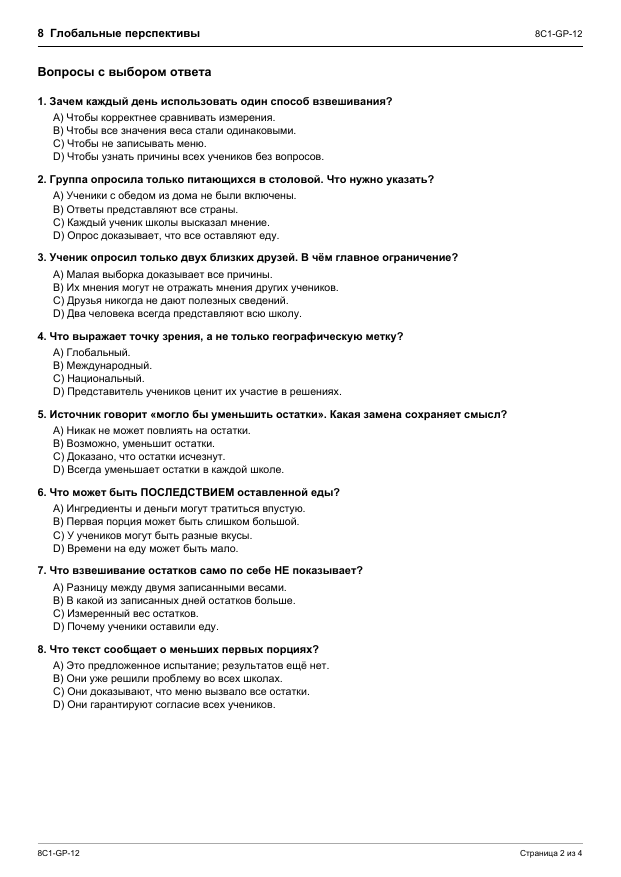 8 Глобальные перспективы
8C1-GP-12
Вопросы с выбором ответа
1. Зачем каждый день использовать один способ взвешивания?
A) Чтобы корректнее сравнивать измерения.
B) Чтобы все значения веса стали одинаковыми.
C) Чтобы не записывать меню.
D) Чтобы узнать причины всех учеников без вопросов.
2. Группа опросила только питающихся в столовой. Что нужно указать?
A) Ученики с обедом из дома не были включены.
B) Ответы представляют все страны.
C) Каждый ученик школы высказал мнение.
D) Опрос доказывает, что все оставляют еду.
3. Ученик опросил только двух близких друзей. В чём главное ограничение?
A) Малая выборка доказывает все причины.
B) Их мнения могут не отражать мнения других учеников.
C) Друзья никогда не дают полезных сведений.
D) Два человека всегда представляют всю школу.
4. Что выражает точку зрения, а не только географическую метку?
A) Глобальный.
B) Международный.
C) Национальный.
D) Представитель учеников ценит их участие в решениях.
5. Источник говорит «могло бы уменьшить остатки». Какая замена сохраняет смысл?
A) Никак не может повлиять на остатки.
B) Возможно, уменьшит остатки.
C) Доказано, что остатки исчезнут.
D) Всегда уменьшает остатки в каждой школе.
6. Что может быть ПОСЛЕДСТВИЕМ оставленной еды?
A) Ингредиенты и деньги могут тратиться впустую.
B) Первая порция может быть слишком большой.
C) У учеников могут быть разные вкусы.
D) Времени на еду может быть мало.
7. Что взвешивание остатков само по себе НЕ показывает?
A) Разницу между двумя записанными весами.
B) В какой из записанных дней остатков больше.
C) Измеренный вес остатков.
D) Почему ученики оставили еду.
8. Что текст сообщает о меньших первых порциях?
A) Это предложенное испытание; результатов ещё нет.
B) Они уже решили проблему во всех школах.
C) Они доказывают, что меню вызвало все остатки.
D) Они гарантируют согласие всех учеников.
8C1-GP-12
Страница 2 из 4